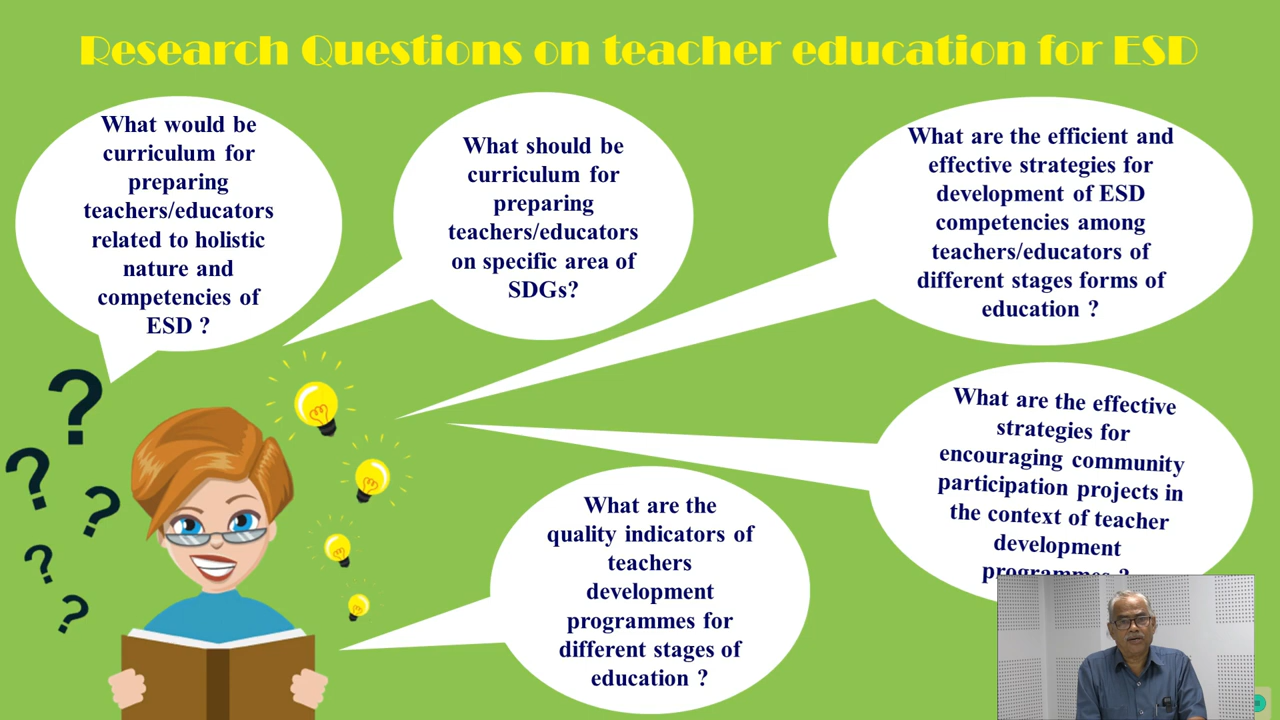 Research Questions on teacher education for ESD
What would be
curriculum for
preparing
teachers/educators
related to holistic
nature and
competencies of
ESD ?
What should be
curriculum for
preparing
teachers/educators
on specific area of
SDGs?
What are the efficient and
effective strategies for
development of ESD
competencies among
teachers/educators of
different stages forms of
education ?
What are the effective
strategies for
encouraging community
participation projects in
the context of teacher
development
programmes ?
What are the
quality indicators of
teachers
development
programmes for
different stages of
education ?
?
?
?
?
?